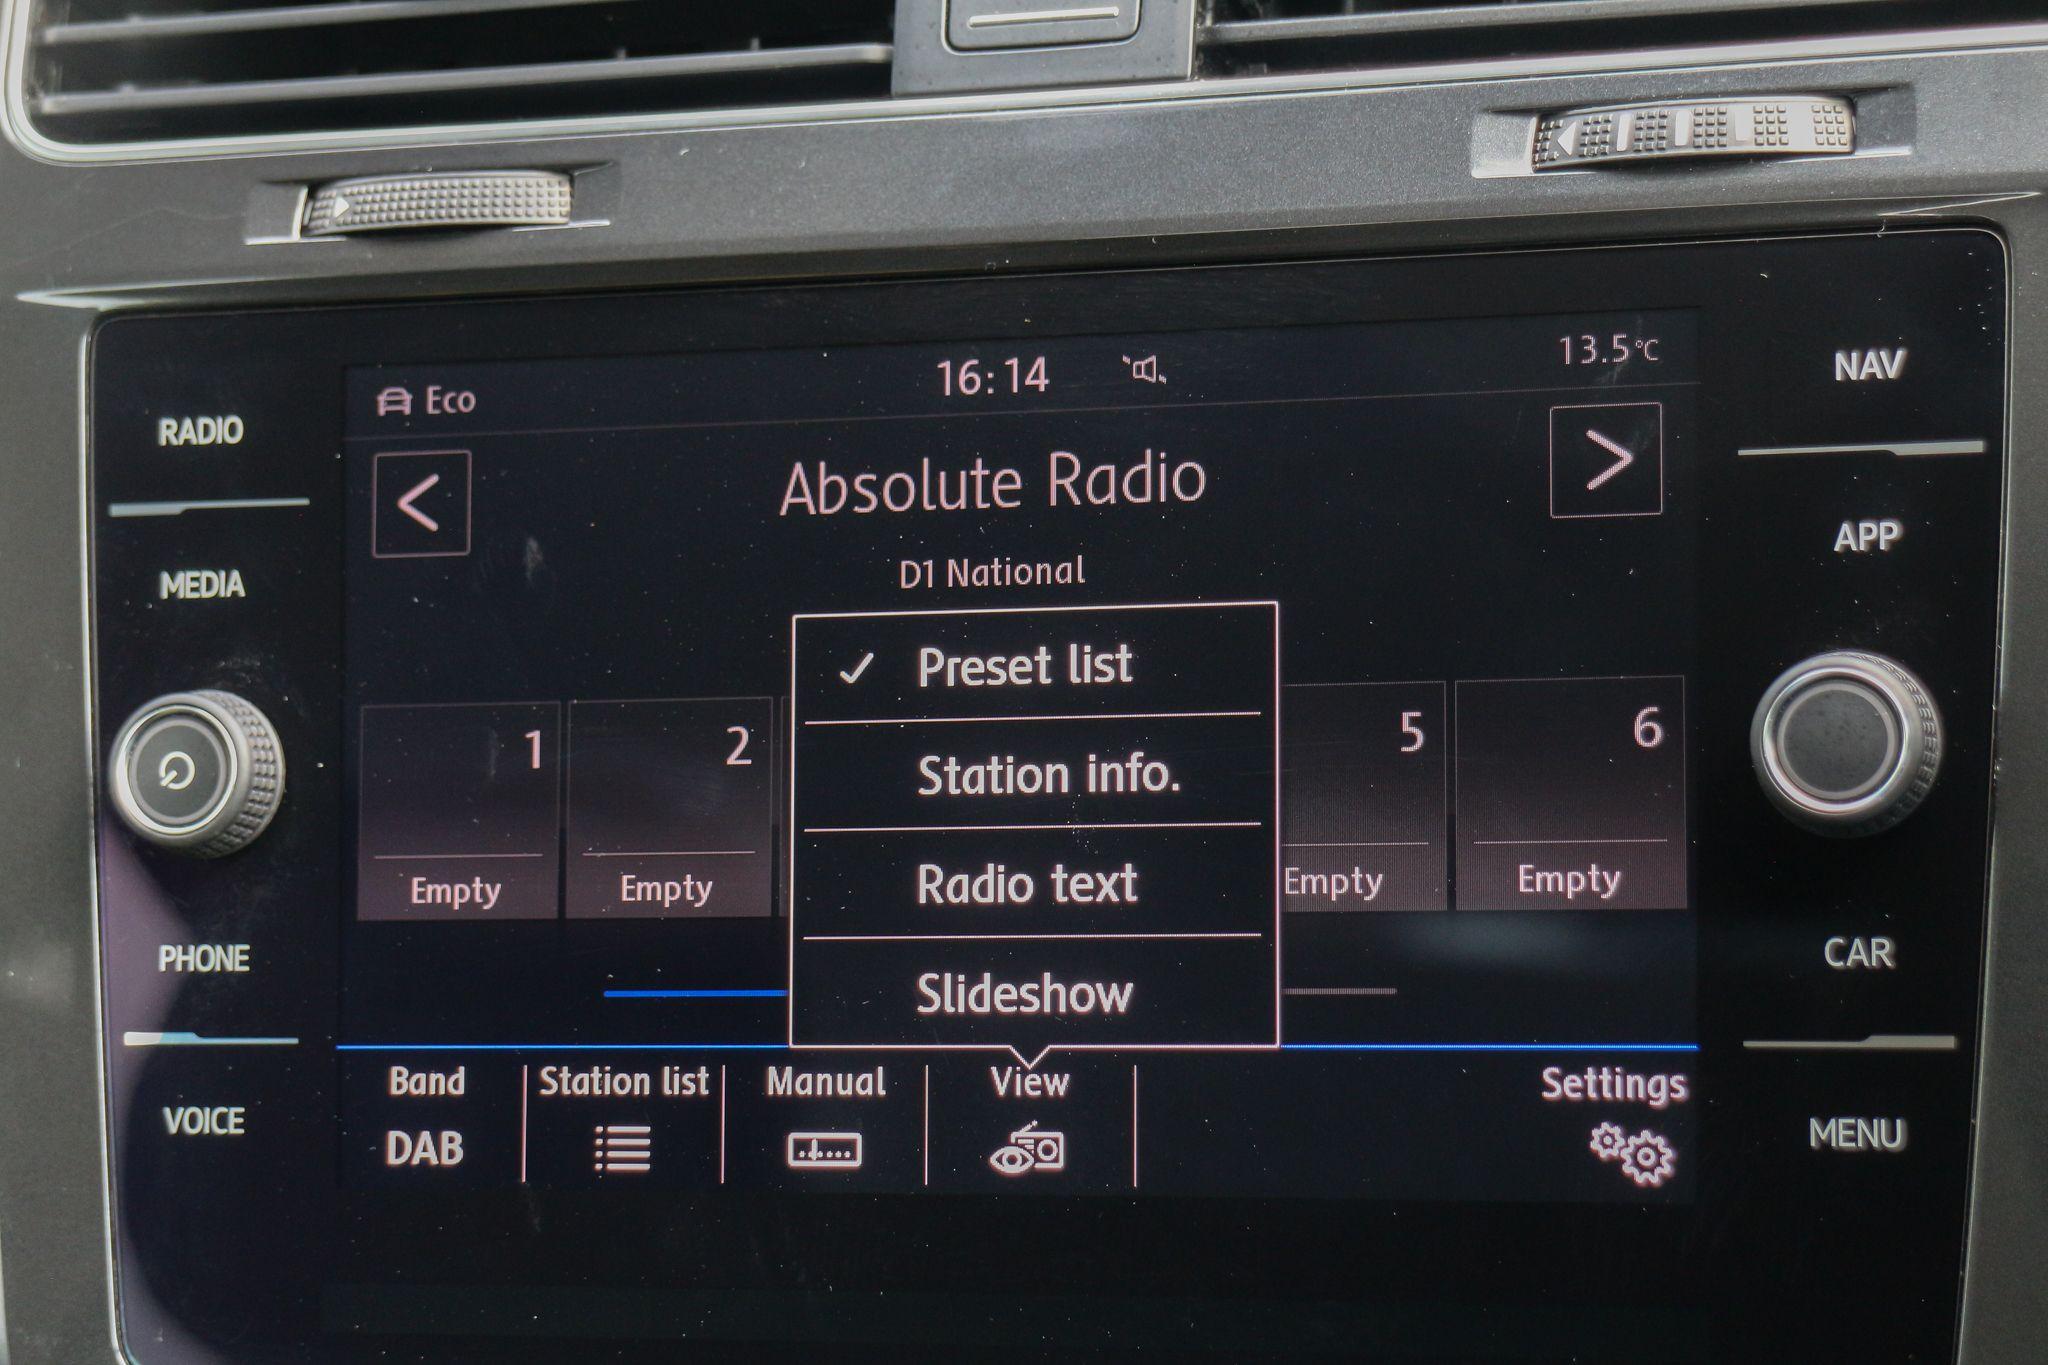 Eco
16:14
13.5°C
NAV
RADIO
<
Absolute Radio
>
APP
MEDIA
D1 National
✓ Preset list
Station info.
Radio text
Slideshow
1
2
5
6
Empty
Empty
Empty
Empty
PHONE
CAR
Band
Station list
Manual
View
Settings
DAB
VOICE
MENU